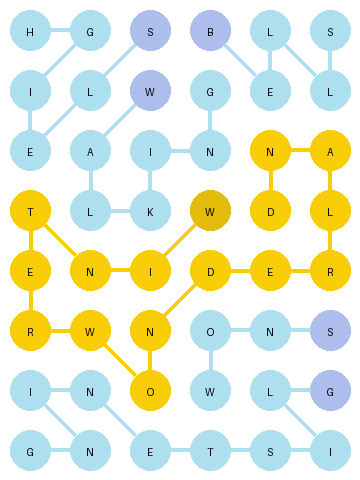 H G S B L S
I L W G E L
E A I N N A
T L K W D L
E N I D E R
R W N O N S
I N O W L G
G N E T S I